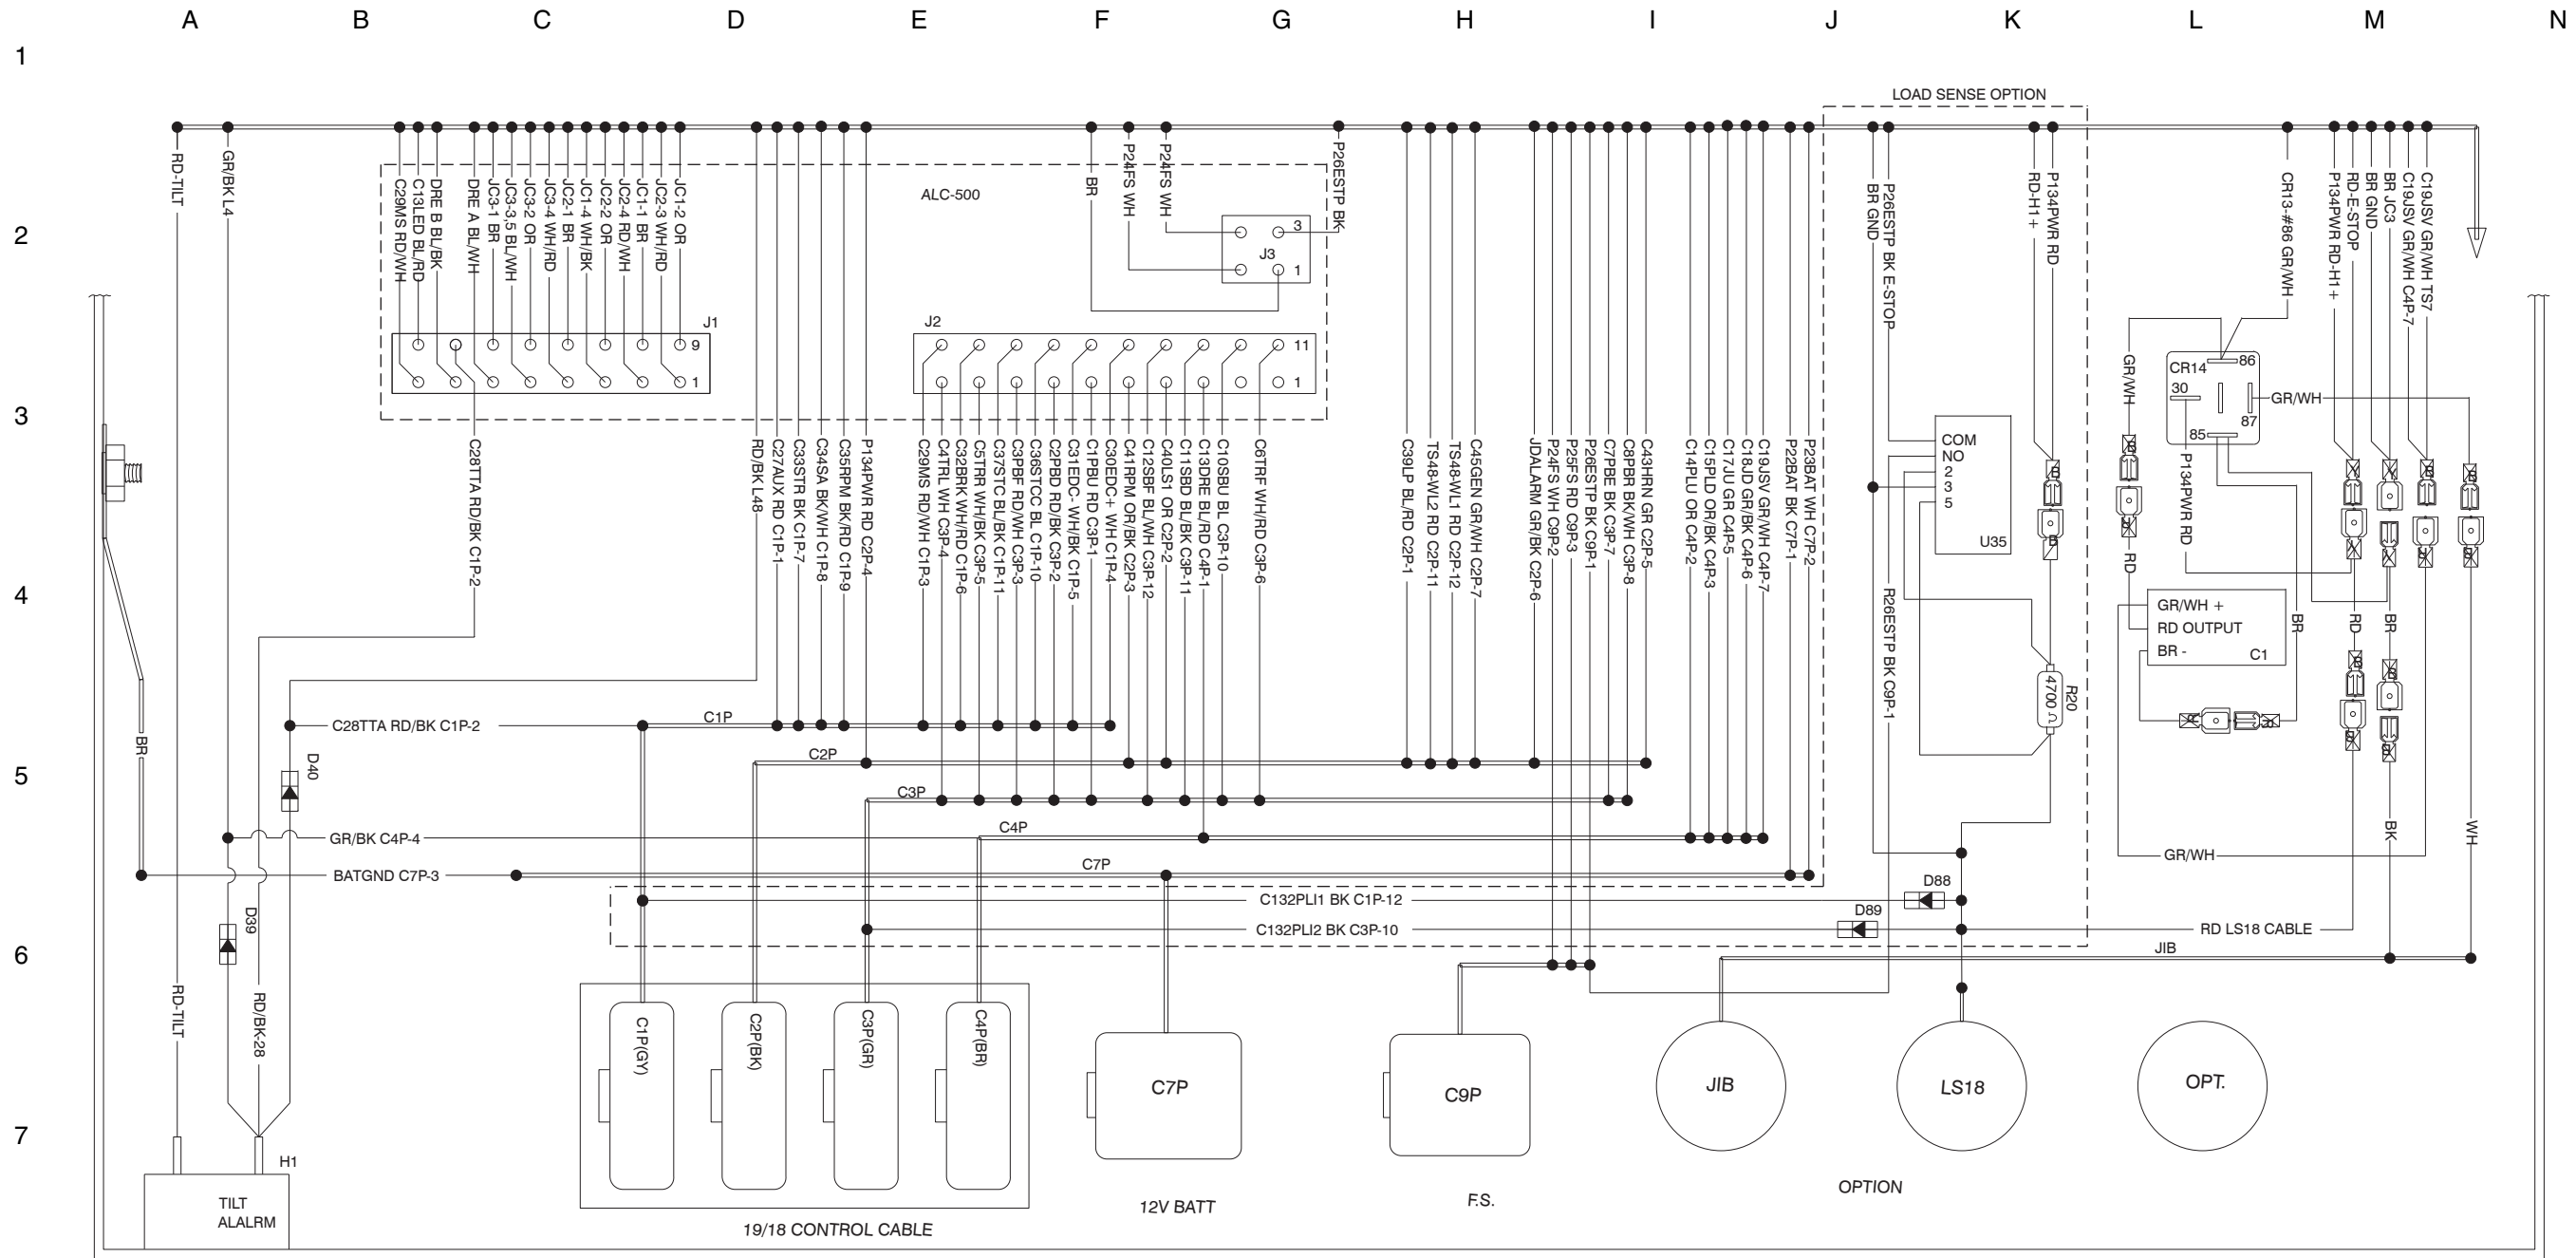 A B C D E F G H I J K L M N
1
2
3
4
5
6
7
LOAD SENSE OPTION
RD-TILT
GR/BK L4
C29MS RD/WH
C13LED BL/RD
DRE B BL/BK
DRE A BL/WH
JC3-1 BR
JC3-3,5 BL/WH
JC3-2 OR
JC3-4 WH/RD
JC2-1 BR
JC1-4 WH/BK
JC2-2 OR
JC2-4 RD/WH
JC1-1 BR
JC2-3 WH/RD
JC1-2 OR
ALC-500
BR
P24FS WH
P24FS WH
P26ESTP BK
3
J3
1
J1
9
1
J2
11
1
P26ESTP BK E-STOP
BR GND
RD-H1+
P134PWR RD
CR13-#86 GR/WH
P134PWR RD-H1+
RD-E-STOP
BR GND
BR JC3
C19JSV GR/WH C4P-7
C19JSV GR/WH TS7
GR/WH
CR14
86
30
87
85
GR/WH
C28TTA RD/BK C1P-2
RD/BK L48
C27AUX RD C1P-1
C33STR BK C1P-7
C34SA BK/WH C1P-8
C35RPM BK/RD C1P-9
P134PWR RD C2P-4
C29MS RD/WH C1P-3
C4TRL WH C3P-4
C32BRK WH/RD C1P-6
C5TRR WH/BK C3P-5
C37STC BL/BK C1P-11
C3PBF RD/WH C3P-3
C36STCC BL C1P-10
C2PBD RD/BK C3P-2
C31EDC- WH/BK C1P-5
C1PBU RD C3P-1
C30EDC+ WH C1P-4
C41RPM OR/BK C2P-3
C12SBF BL/WH C3P-12
C40LS1 OR C2P-2
C11SBD BL/BK C3P-11
C13DRE BL/RD C4P-1
C10SBU BL C3P-10
C6TRF WH/RD C3P-6
C39LP BL/RD C2P-1
TS48-WL2 RD C2P-11
TS48-WL1 RD C2P-12
C45GEN GR/WH C2P-7
JDALARM GR/BK C2P-6
P24FS WH C9P-2
P25FS RD C9P-3
P26ESTP BK C9P-1
C7PBE BK C3P-7
C8PBR BK/WH C3P-8
C43HRN GR C2P-5
C14PLU OR C4P-2
C15PLD OR/BK C4P-3
C17JU GR C4P-5
C18JD GR/BK C4P-6
C19JSV GR/WH C4P-7
P22BAT BK C7P-1
P23BAT WH C7P-2
COM
NO
2
3
5
U35
B
B
R26ESTP BK C9P-1
P134PWR RD
RD
GR/WH +
RD OUTPUT
BR -
C1
BR
RD
BR
R20
4700 Ω
C28TTA RD/BK C1P-2
C1P
BR
D40
C2P
C3P
GR/BK C4P-4
C4P
BATGND C7P-3
C7P
GR/WH
BK
WH
D88
C132PLI1 BK C1P-12
D89
C132PLI2 BK C3P-10
RD LS18 CABLE
D39
JIB
RD-TILT
RD/BK-28
C1P(GY)
C2P(BK)
C3P(GR)
C4P(BR)
C7P
C9P
JIB
LS18
OPT.
H1
TILT
ALALRM
19/18 CONTROL CABLE
12V BATT
F.S.
OPTION